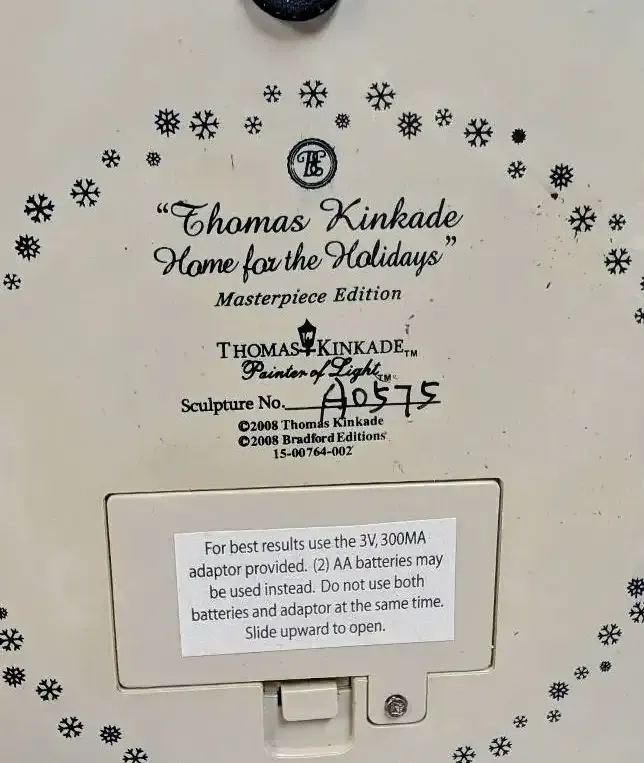 "Thomas Kinkade
Home for the Holidays"
Masterpiece Edition
THOMAS KINKADE™
Painter of Light™
Sculpture No. A0575
©2008 Thomas Kinkade
©2008 Bradford Editions
15-00764-002
For best results use the 3V, 300MA
adaptor provided. (2) AA batteries may
be used instead. Do not use both
batteries and adaptor at the same time.
Slide upward to open.